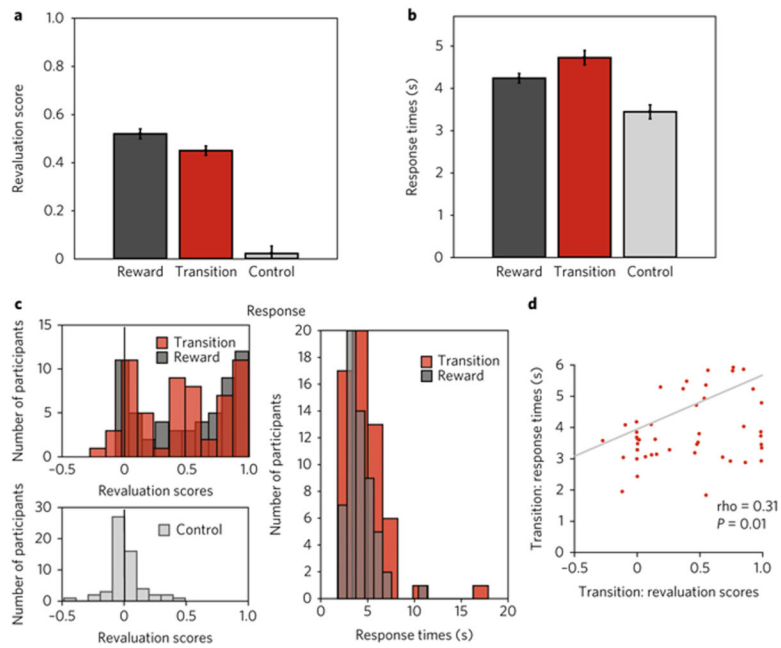 a
1.0
0.8
0.6
0.4
0.2
0
Revaluation score
Reward Transition Control
b
5
4
3
2
1
0
Response times (s)
Reward Transition Control
c
Response
15
10
5
0
Number of participants
Transition
Reward
−0.5 0 0.5 1.0
Revaluation scores
30
20
10
0
Number of participants
Control
−0.5 0 0.5 1.0
Revaluation scores
20
18
16
14
12
10
8
6
4
2
0
Number of participants
Transition
Reward
0 5 10 15 20
Response times (s)
d
6
5
4
3
2
1
0
Transition: response times (s)
rho = 0.31
P = 0.01
−0.5 0 0.5 1.0
Transition: revaluation scores